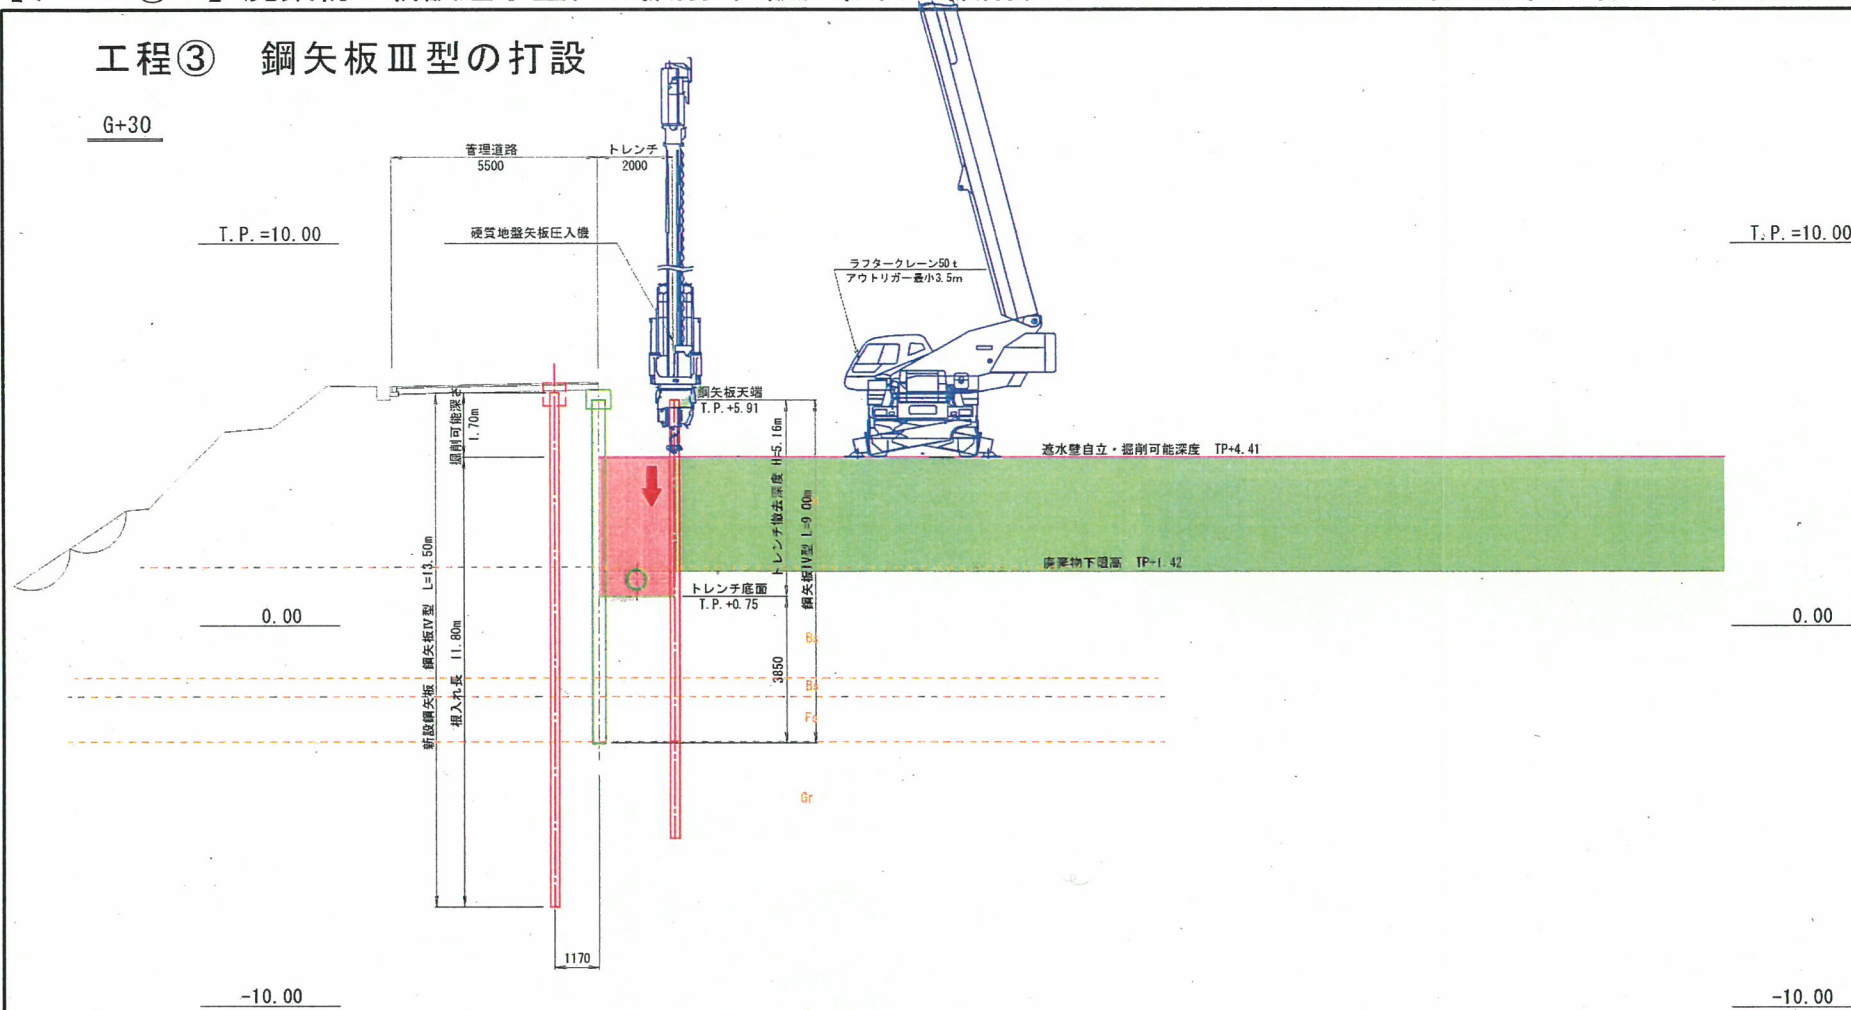 工程③ 鋼矢板Ⅲ型の打設
G+30
管理道路
5500
トレンチ
2000
T.P.=10.00
T.P.=10.00
硬質地盤矢板圧入機
ラフタークレーン50t
アウトリガー最小3.5m
鋼矢板天端
T.P.+5.91
掘削可能深さ
1.70m
遮水壁自立・掘削可能深度 TP+4.41
トレンチ撤去深度 H=5.16m
鋼矢板Ⅳ型 L=9.00m
廃棄物下限高 TP+1.42
トレンチ底面
T.P.+0.75
0.00
0.00
新設鋼矢板 鋼矢板Ⅳ型 L=13.50m
根入れ長 11.80m
3850
Gr
1170
-10.00
-10.00